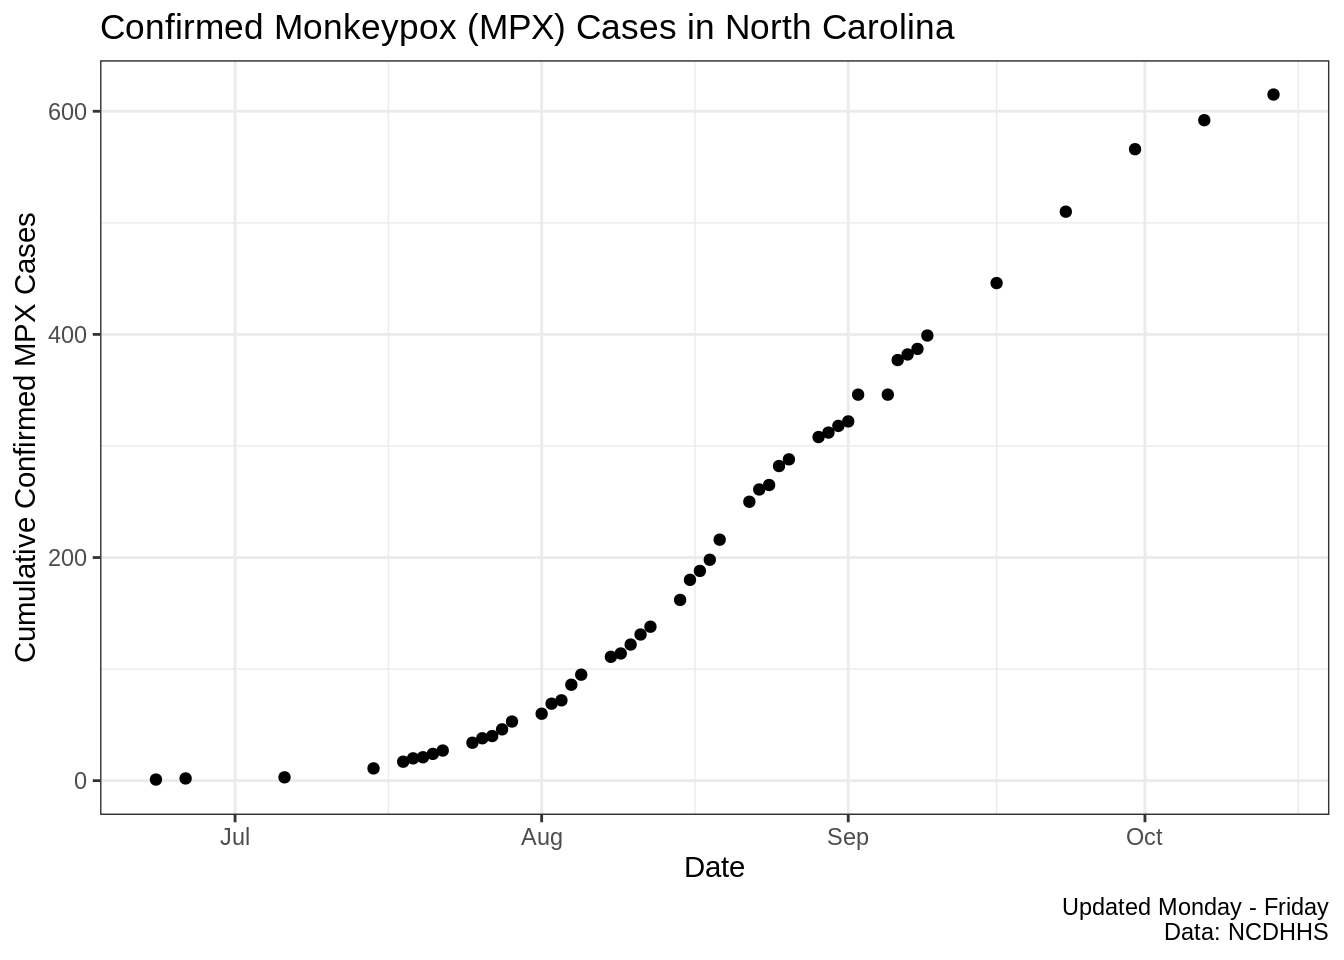 Confirmed Monkeypox (MPX) Cases in North Carolina
Cumulative Confirmed MPX Cases
600
400
200
0
Jul
Aug
Sep
Oct
Date
Updated Monday - Friday
Data: NCDHHS